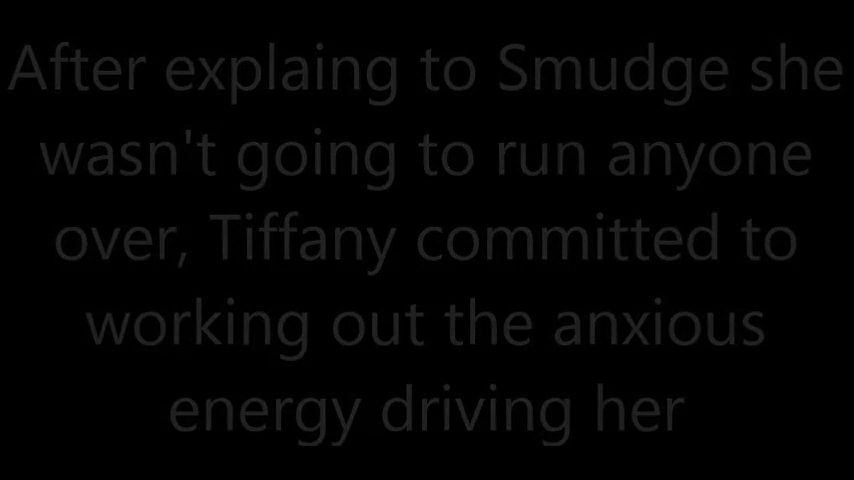 After explaing to Smudge she
wasn't going to run anyone
over, Tiffany committed to
working out the anxious
energy driving her